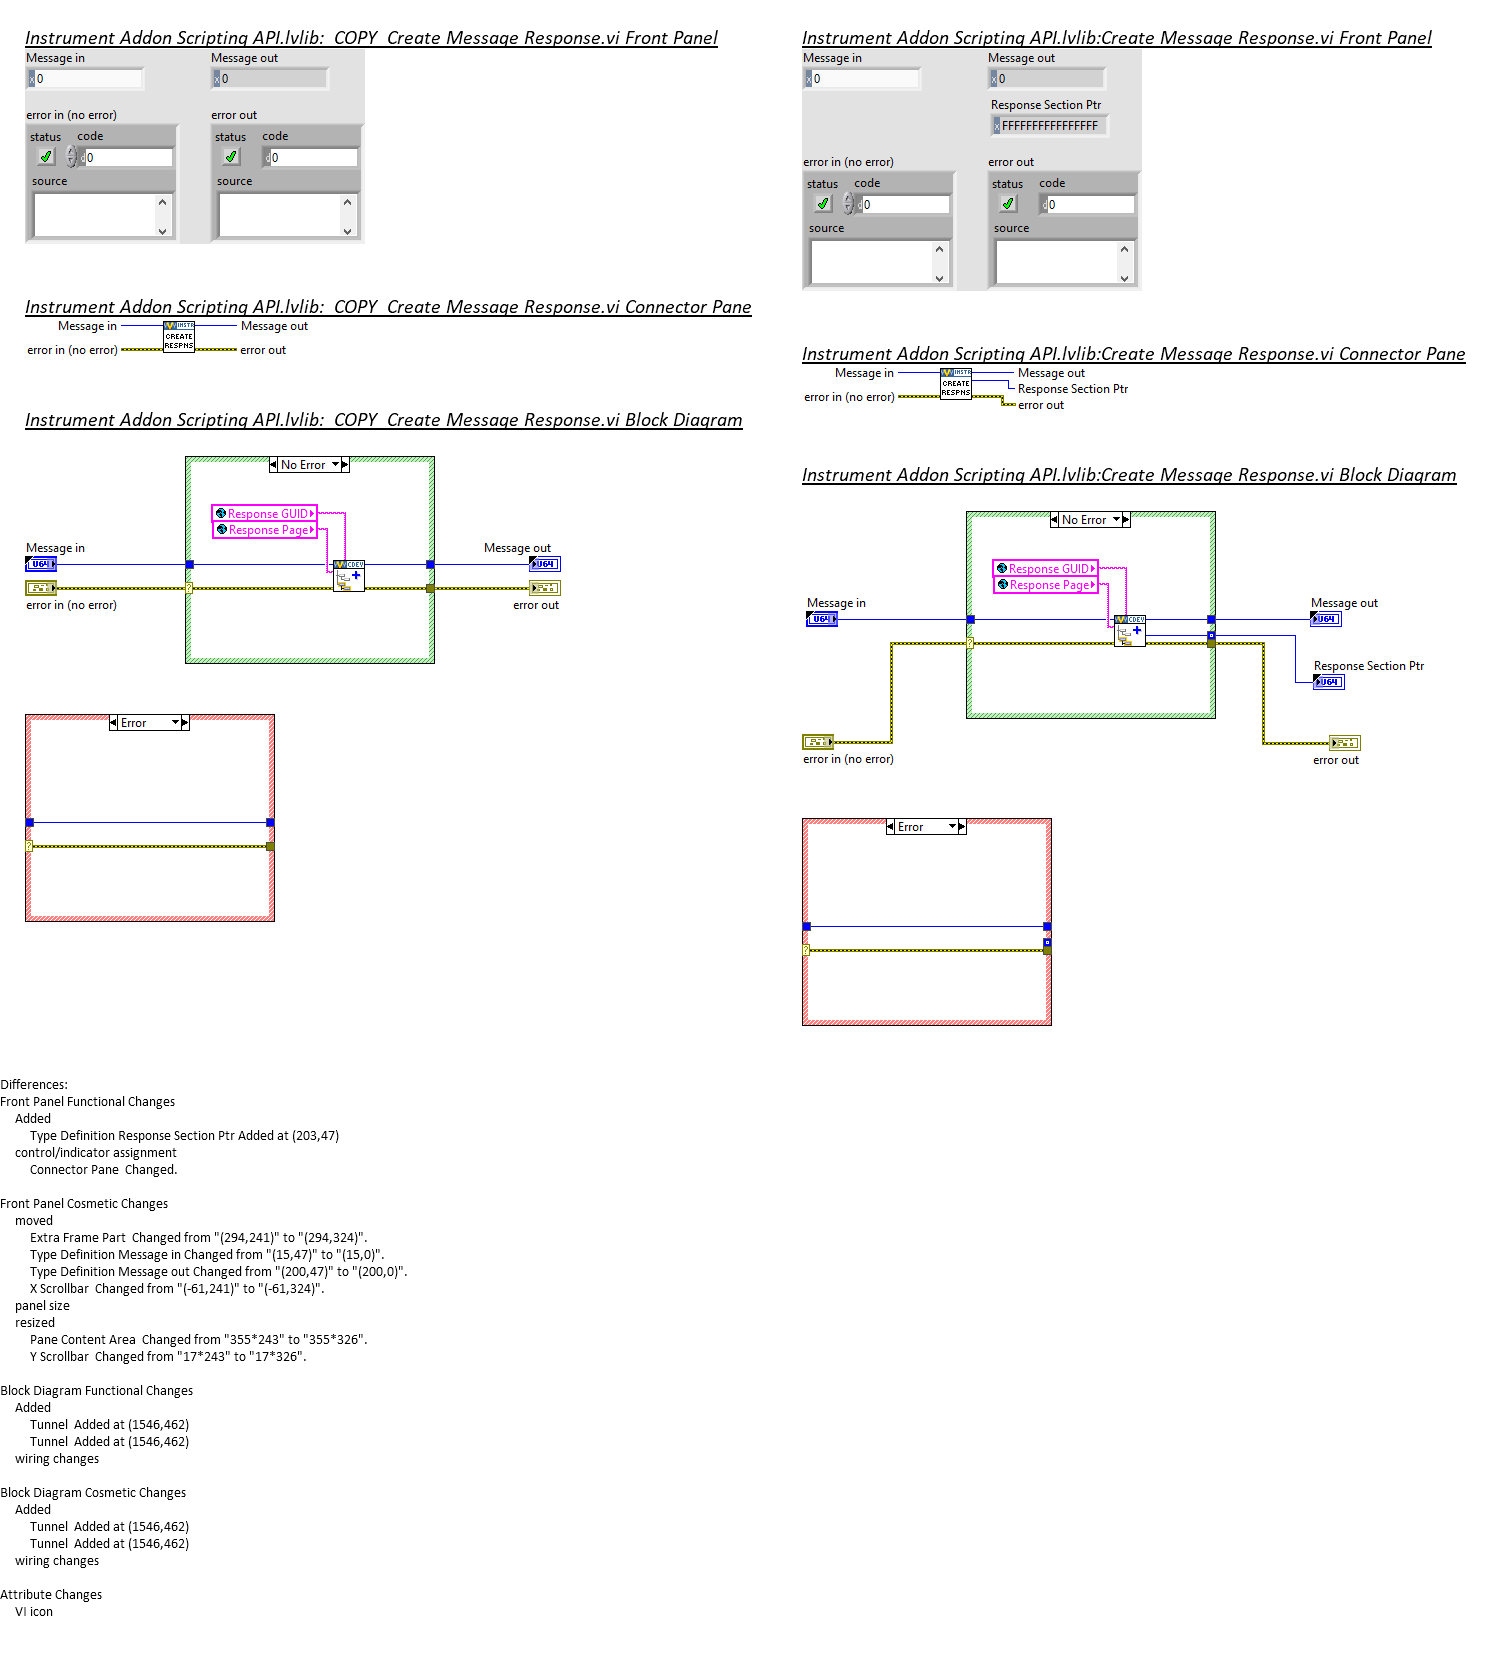 Instrument Addon Scripting API.lvlib:  COPY  Create Message Response.vi Front Panel
Message in
Message out
x 0
x 0
error in (no error)
error out
status
code
status
code
d 0
d 0
source
source
Instrument Addon Scripting API.lvlib:  COPY  Create Message Response.vi Connector Pane
Message in
INSTR
Message out
CREATE
error in (no error)
RESPNS
error out
Instrument Addon Scripting API.lvlib:  COPY  Create Message Response.vi Block Diagram
No Error
Response GUID
Response Page
Message in
Message out
U64
CDEV
U64
?
error in (no error)
error out
Error
?
Instrument Addon Scripting API.lvlib:Create Message Response.vi Front Panel
Message in
Message out
x 0
x 0
Response Section Ptr
x FFFFFFFFFFFFFFFF
error in (no error)
error out
status
code
status
code
d 0
d 0
source
source
Instrument Addon Scripting API.lvlib:Create Message Response.vi Connector Pane
Message in
INSTR
Message out
CREATE
Response Section Ptr
error in (no error)
RESPNS
error out
Instrument Addon Scripting API.lvlib:Create Message Response.vi Block Diagram
No Error
Response GUID
Response Page
Message in
Message out
U64
CDEV
U64
?
Response Section Ptr
U64
error in (no error)
error out
Error
?
Differences:
Front Panel Functional Changes
Added
Type Definition Response Section Ptr Added at (203,47)
control/indicator assignment
Connector Pane  Changed.
Front Panel Cosmetic Changes
moved
Extra Frame Part  Changed from "(294,241)" to "(294,324)".
Type Definition Message in Changed from "(15,47)" to "(15,0)".
Type Definition Message out Changed from "(200,47)" to "(200,0)".
X Scrollbar  Changed from "(-61,241)" to "(-61,324)".
panel size
resized
Pane Content Area  Changed from "355*243" to "355*326".
Y Scrollbar  Changed from "17*243" to "17*326".
Block Diagram Functional Changes
Added
Tunnel  Added at (1546,462)
Tunnel  Added at (1546,462)
wiring changes
Block Diagram Cosmetic Changes
Added
Tunnel  Added at (1546,462)
Tunnel  Added at (1546,462)
wiring changes
Attribute Changes
VI icon